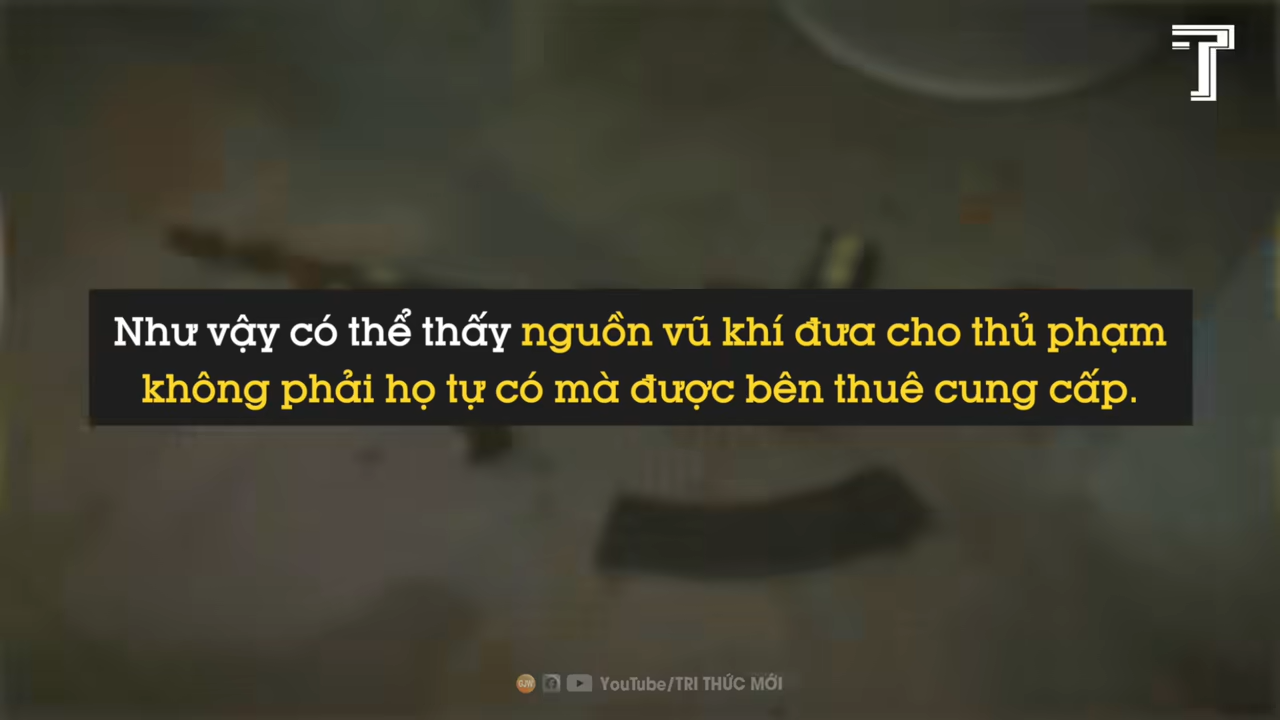 Như vậy có thể thấy nguồn vũ khí đưa cho thủ phạm
không phải họ tự có mà được bên thuê cung cấp.
GJW YouTube/TRI THỨC MỚI